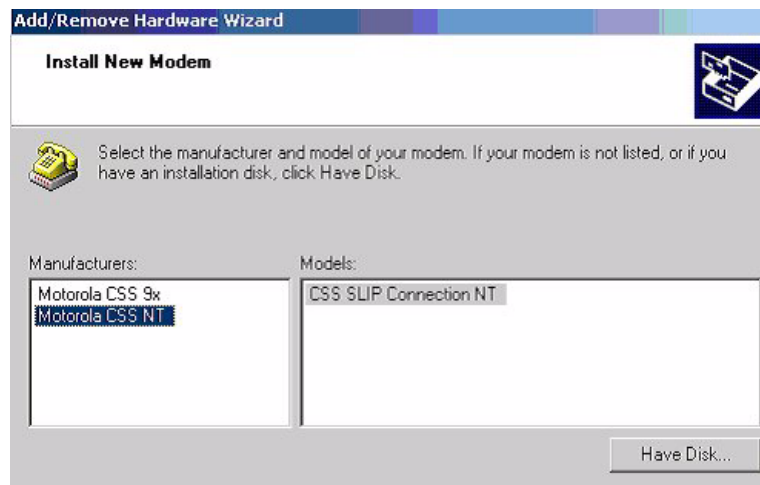 Add/Remove Hardware Wizard
Install New Modem
Select the manufacturer and model of your modem. If your modem is not listed, or if you
have an installation disk, click Have Disk.
Manufacturers:
Models:
Motorola CSS 9x
CSS SLIP Connection NT
Motorola CSS NT
Have Disk...